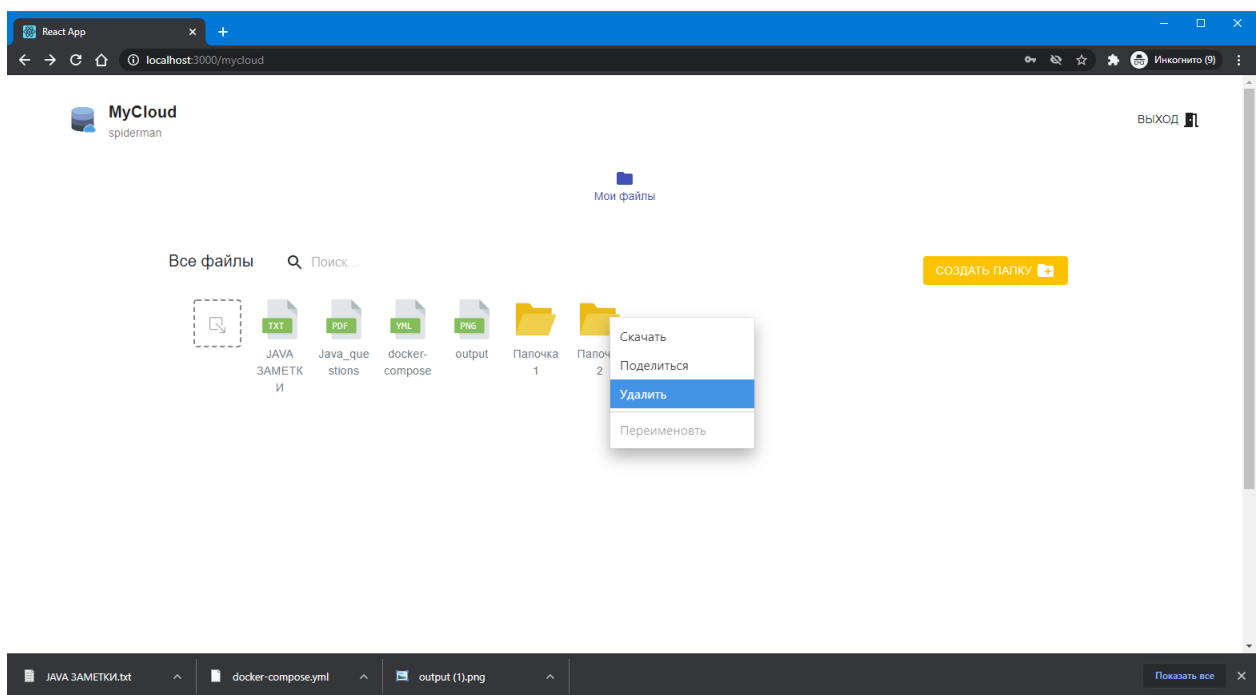 React App
localhost:3000/mycloud
Инкогнито (9)
MyCloud
spiderman
ВЫХОД
Мои файлы
Все файлы
Поиск...
СОЗДАТЬ ПАПКУ
TXT
PDF
YML
PNG
JAVA
ЗАМЕТК
И
Java_que
stions
docker-
compose
output
Папочка
1
Папоч
2
Скачать
Поделиться
Удалить
Переименовть
JAVA ЗАМЕТКИ.txt
docker-compose.yml
output (1).png
Показать все